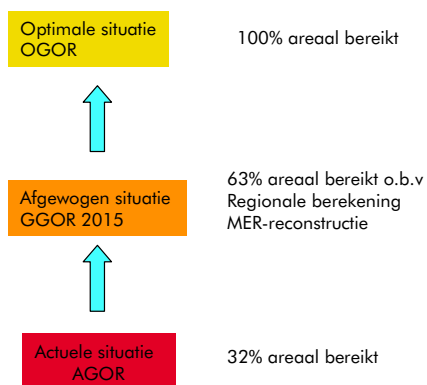 Optimale situatie
OGOR
100% areaal bereikt
Afgewogen situatie
GGOR 2015
63% areaal bereikt o.b.v
Regionale berekening
MER-reconstructie
Actuele situatie
AGOR
32% areaal bereikt